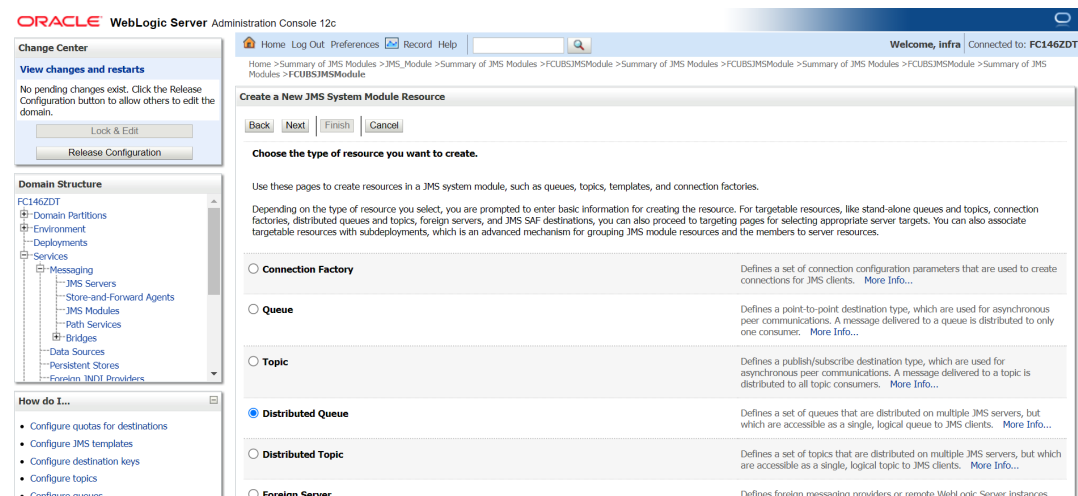 ORACLE WebLogic Server Administration Console 12c
Change Center
View changes and restarts
No pending changes exist. Click the Release
Configuration button to allow others to edit the
domain.
Lock & Edit
Release Configuration
Domain Structure
FC146ZDT
Domain Partitions
Environment
Deployments
Services
Messaging
JMS Servers
Store-and-Forward Agents
JMS Modules
Path Services
Bridges
Data Sources
Persistent Stores
Foreign JNDI Providers
How do I...
Configure quotas for destinations
Configure JMS templates
Configure destination keys
Configure topics
Configure queues
Home Log Out Preferences Record Help
Welcome, infra Connected to: FC146ZDT
Home >Summary of JMS Modules >JMS_Module >Summary of JMS Modules >FCUBSJMSModule >Summary of JMS Modules >FCUBSJMSModule >Summary of JMS Modules >FCUBSJMSModule >Summary of JMS
Modules >FCUBSJMSModule
Create a New JMS System Module Resource
Back Next Finish Cancel
Choose the type of resource you want to create.
Use these pages to create resources in a JMS system module, such as queues, topics, templates, and connection factories.
Depending on the type of resource you select, you are prompted to enter basic information for creating the resource. For targetable resources, like stand-alone queues and topics, connection
factories, distributed queues and topics, foreign servers, and JMS SAF destinations, you can also proceed to targeting pages for selecting appropriate server targets. You can also associate
targetable resources with subdeployments, which is an advanced mechanism for grouping JMS module resources and the members to server resources.
Connection Factory
Defines a set of connection configuration parameters that are used to create
connections for JMS clients. More Info...
Queue
Defines a point-to-point destination type, which are used for asynchronous
peer communications. A message delivered to a queue is distributed to only
one consumer. More Info...
Topic
Defines a publish/subscribe destination type, which are used for
asynchronous peer communications. A message delivered to a topic is
distributed to all topic consumers. More Info...
Distributed Queue
Defines a set of queues that are distributed on multiple JMS servers, but
which are accessible as a single, logical queue to JMS clients. More Info...
Distributed Topic
Defines a set of topics that are distributed on multiple JMS servers, but which
are accessible as a single, logical topic to JMS clients. More Info...
Foreign Server
Defines foreign messaging providers or remote WebLogic Server instances